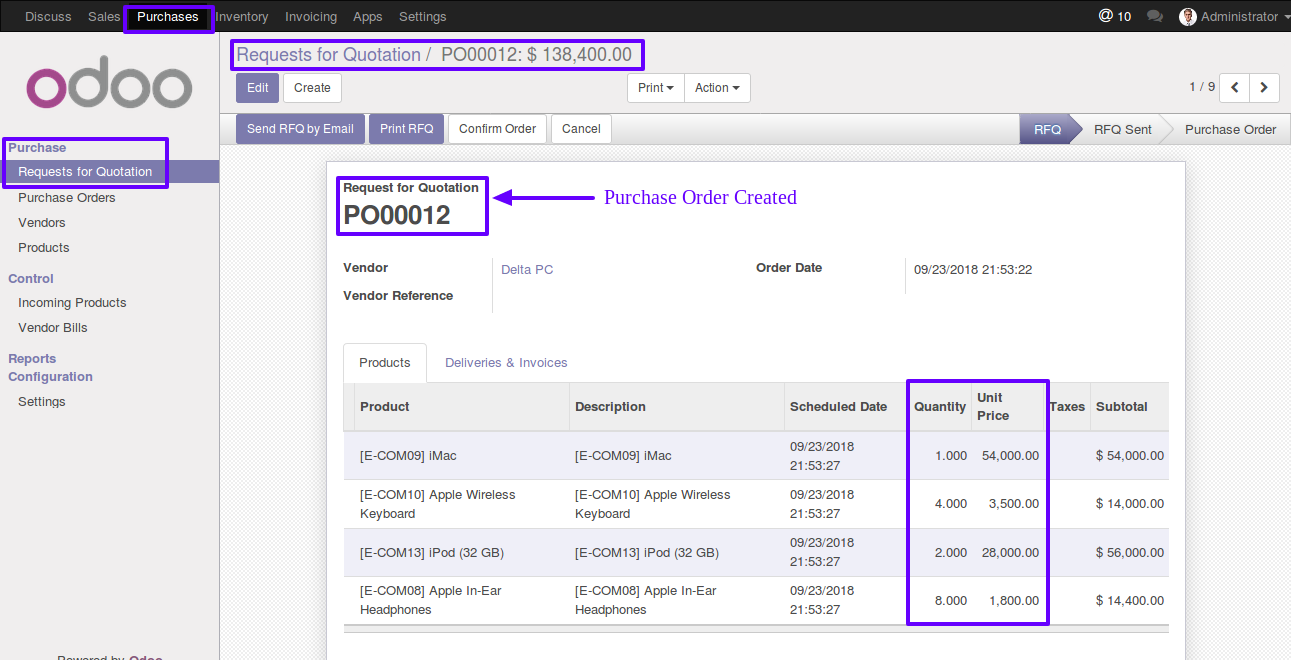 Discuss Sales Purchases Inventory Invoicing Apps Settings @ 10 Administrator
odoo
Requests for Quotation / PO00012: $ 138,400.00
Edit Create Print Action 1 / 9
Send RFQ by Email Print RFQ Confirm Order Cancel RFQ RFQ Sent Purchase Order
Purchase
Requests for Quotation
Purchase Orders
Vendors
Products
Control
Incoming Products
Vendor Bills
Reports
Configuration
Settings
Powered by Odoo
Request for Quotation
PO00012
Purchase Order Created
Vendor Delta PC Order Date 09/23/2018 21:53:22
Vendor Reference
Products Deliveries & Invoices
Product Description Scheduled Date Quantity Unit Price Taxes Subtotal
[E-COM09] iMac [E-COM09] iMac 09/23/2018 21:53:27 1.000 54,000.00 $ 54,000.00
[E-COM10] Apple Wireless Keyboard [E-COM10] Apple Wireless Keyboard 09/23/2018 21:53:27 4.000 3,500.00 $ 14,000.00
[E-COM13] iPod (32 GB) [E-COM13] iPod (32 GB) 09/23/2018 21:53:27 2.000 28,000.00 $ 56,000.00
[E-COM08] Apple In-Ear Headphones [E-COM08] Apple In-Ear Headphones 09/23/2018 21:53:27 8.000 1,800.00 $ 14,400.00